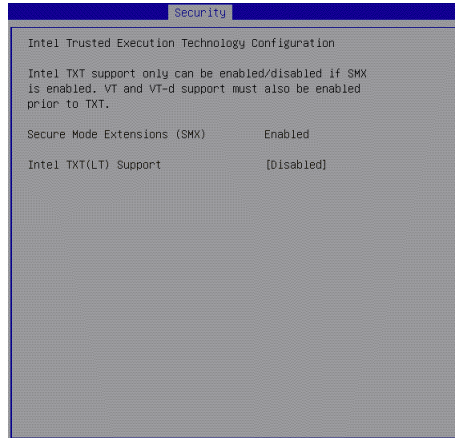 Security
Intel Trusted Execution Technology Configuration
Intel TXT support only can be enabled/disabled if SMX
is enabled. VT and VT-d support must also be enabled
prior to TXT.
Secure Mode Extensions (SMX) Enabled
Intel TXT(LT) Support [Disabled]